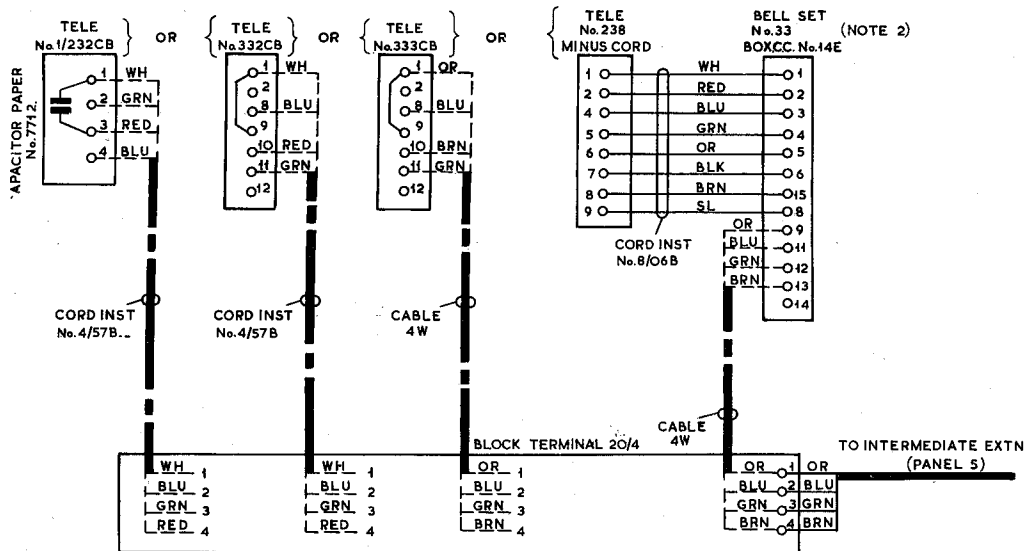 TELE
No.1/232CB
OR
TELE
No.332CB
OR
TELE
No.333CB
OR
TELE
No.238
MINUS CORD
BELL SET
No.33
BOX.C.C. No.14E
(NOTE 2)
APACITOR PAPER
No.7712.
1 WH
2 GRN
3 RED
4 BLU
1 WH
2
8 BLU
9
10 RED
11 GRN
12
1 OR
2
8 BLU
9
10 BRN
11 GRN
12
1 WH 1
2 RED 2
4 BLU 3
5 GRN 4
6 OR 5
7 BLK 6
8 BRN 15
9 SL 8
OR 9
BLU 11
GRN 12
BRN 13
14
CORD INST
No.8/06B
CORD INST
No.4/57B
CORD INST
No.4/57B
CABLE
4W
CABLE
4W
BLOCK TERMINAL 20/4
TO INTERMEDIATE EXTN
(PANEL S)
WH 1
BLU 2
GRN 3
RED 4
WH 1
BLU 2
GRN 3
RED 4
OR 1
BLU 2
GRN 3
BRN 4
OR 1 OR
BLU 2 BLU
GRN 3 GRN
BRN 4 BRN